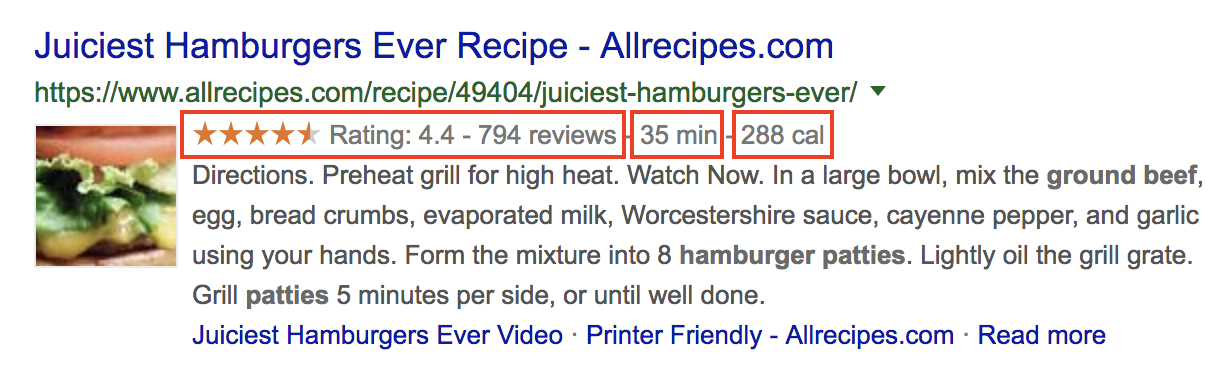 Juiciest Hamburgers Ever Recipe - Allrecipes.com
https://www.allrecipes.com/recipe/49404/juiciest-hamburgers-ever/
Rating: 4.4 - 794 reviews - 35 min - 288 cal
Directions. Preheat grill for high heat. Watch Now. In a large bowl, mix the ground beef,
egg, bread crumbs, evaporated milk, Worcestershire sauce, cayenne pepper, and garlic
using your hands. Form the mixture into 8 hamburger patties. Lightly oil the grill grate.
Grill patties 5 minutes per side, or until well done.
Juiciest Hamburgers Ever Video · Printer Friendly - Allrecipes.com · Read more